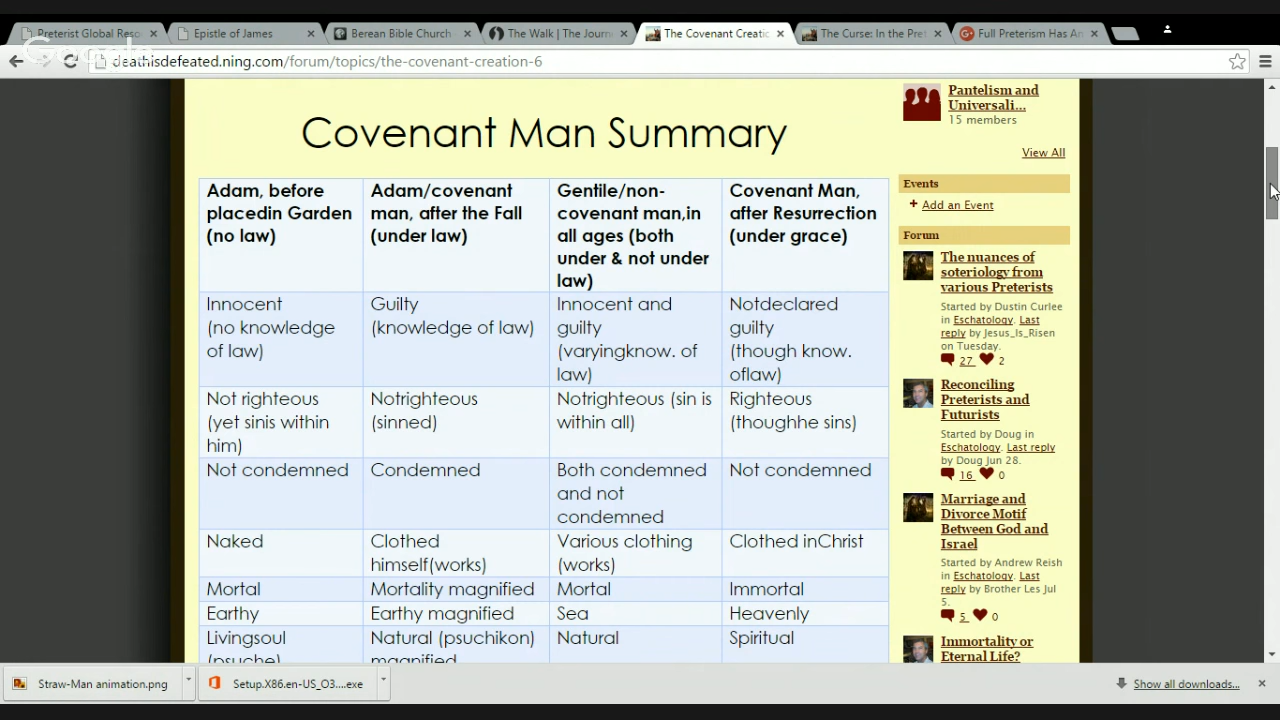 Preterist Global Reso
Epistle of James
Berean Bible Church
The Walk | The Journ
The Covenant Creatic
The Curse: In the Pret
Full Preterism Has An
Google
deathisdefeated.ning.com/forum/topics/the-covenant-creation-6
Covenant Man Summary
Adam, before
placedin Garden
(no law)
Adam/covenant
man, after the Fall
(under law)
Gentile/non-
covenant man,in
all ages (both
under & not under
law)
Covenant Man,
after Resurrection
(under grace)
Innocent
(no knowledge
of law)
Guilty
(knowledge of law)
Innocent and
guilty
(varyingknow. of
law)
Notdeclared
guilty
(though know.
oflaw)
Not righteous
(yet sinis within
him)
Notrighteous
(sinned)
Notrighteous (sin is
within all)
Righteous
(thoughhe sins)
Not condemned
Condemned
Both condemned
and not
condemned
Not condemned
Naked
Clothed
himself(works)
Various clothing
(works)
Clothed inChrist
Mortal
Mortality magnified
Mortal
Immortal
Earthy
Earthy magnified
Sea
Heavenly
Livingsoul
(psuche)
Natural (psuchikon)
magnified
Natural
Spiritual
Pantelism and
Universali...
15 members
View All
Events
+ Add an Event
Forum
The nuances of
soteriology from
various Preterists
Started by Dustin Curlee
in Eschatology. Last
reply by Jesus_Is_Risen
on Tuesday.
27 2
Reconciling
Preterists and
Futurists
Started by Doug in
Eschatology. Last reply
by Doug Jun 28.
16 0
Marriage and
Divorce Motif
Between God and
Israel
Started by Andrew Reish
in Eschatology. Last
reply by Brother Les Jul
5.
5 0
Immortality or
Eternal Life?
Straw-Man animation.png
Setup.X86.en-US_O3....exe
Show all downloads...